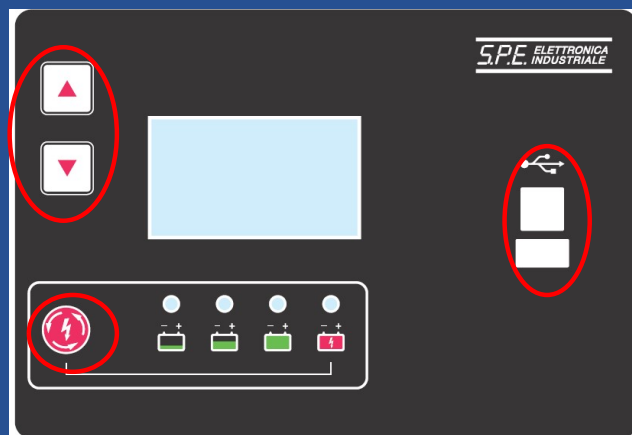 S.P.E. ELETTRONICA
INDUSTRIALE
- +
- +
- +
- +